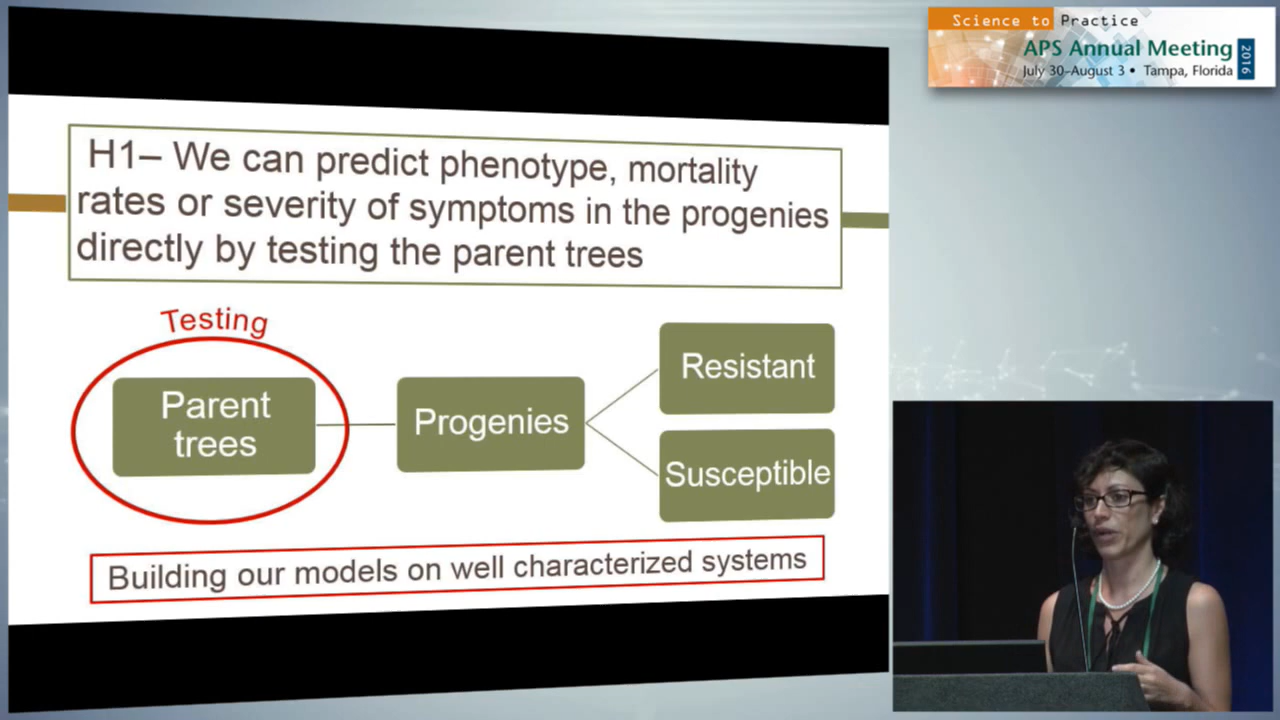 Science to Practice
APS Annual Meeting
2016
July 30–August 3 • Tampa, Florida
H1– We can predict phenotype, mortality
rates or severity of symptoms in the progenies
directly by testing the parent trees
Testing
Parent
trees
Progenies
Resistant
Susceptible
Building our models on well characterized systems